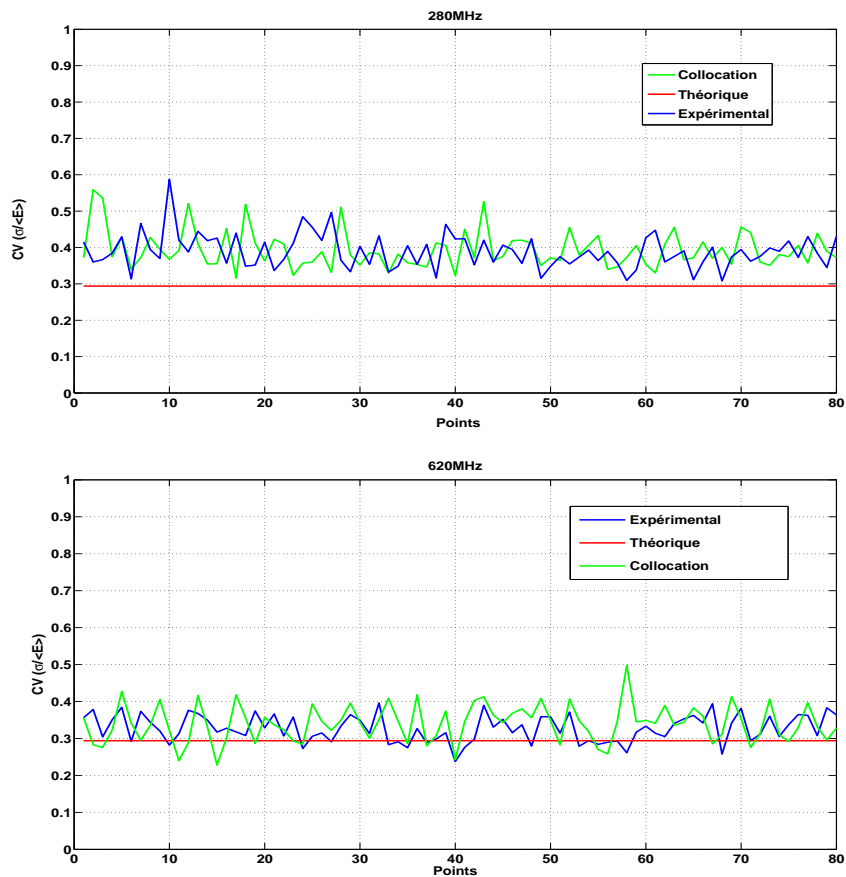 280MHz
1
0.9
0.8
0.7
0.6
0.5
0.4
0.3
0.2
0.1
0
CV (σ/<E>)
Collocation
Théorique
Expérimental
0 10 20 30 40 50 60 70 80
Points
620MHz
1
0.9
0.8
0.7
0.6
0.5
0.4
0.3
0.2
0.1
0
CV (σ/<E>)
Expérimental
Théorique
Collocation
0 10 20 30 40 50 60 70 80
Points